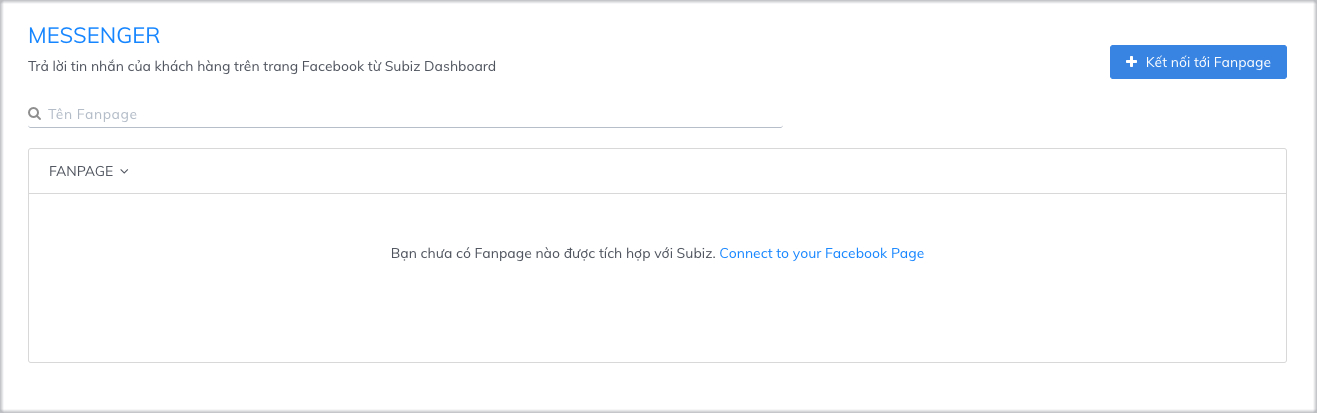 MESSENGER
Trả lời tin nhắn của khách hàng trên trang Facebook từ Subiz Dashboard
Kết nối tới Fanpage
Tên Fanpage
FANPAGE
Bạn chưa có Fanpage nào được tích hợp với Subiz. Connect to your Facebook Page